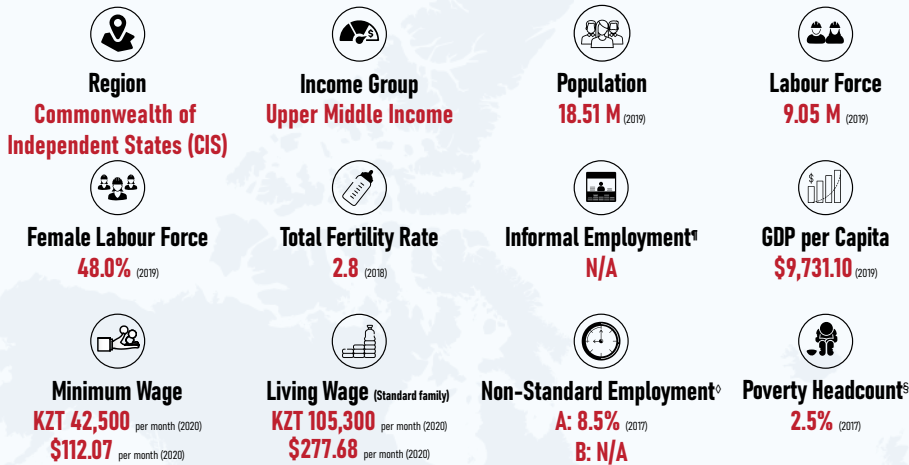 Region
Commonwealth of
Independent States (CIS)
Income Group
Upper Middle Income
Population
18.51 M (2019)
Labour Force
9.05 M (2019)
Female Labour Force
48.0% (2019)
Total Fertility Rate
2.8 (2018)
Informal Employment¶
N/A
GDP per Capita
$9,731.10 (2019)
Minimum Wage
KZT 42,500 per month (2020)
$112.07 per month (2020)
Living Wage (Standard family)
KZT 105,300 per month (2020)
$277.68 per month (2020)
Non-Standard Employment◊
A: 8.5% (2017)
B: N/A
Poverty Headcount§
2.5% (2017)